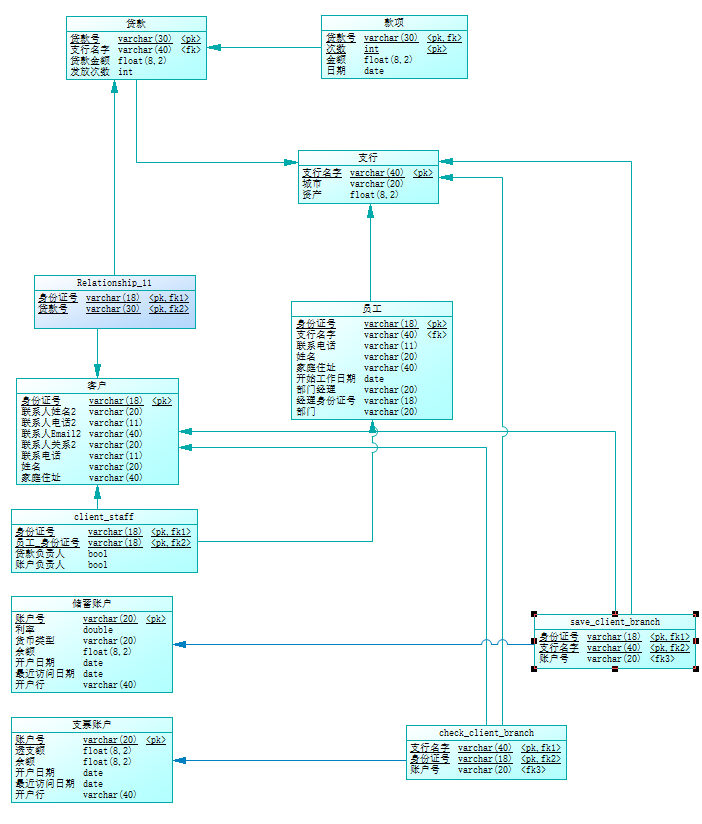 贷款
贷款号 varchar(30) <pk>
支行名字 varchar(40) <fk>
贷款金额 float(8,2)
发放次数 int
款项
贷款号 varchar(30) <pk,fk>
次数 int <pk>
金额 float(8,2)
日期 date
支行
支行名字 varchar(40) <pk>
城市 varchar(20)
资产 float(8,2)
Relationship_11
身份证号 varchar(18) <pk,fk1>
贷款号 varchar(30) <pk,fk2>
员工
身份证号 varchar(18) <pk>
支行名字 varchar(40) <fk>
联系电话 varchar(11)
姓名 varchar(20)
家庭住址 varchar(40)
开始工作日期 date
部门经理 varchar(20)
经理身份证号 varchar(18)
部门 varchar(20)
客户
身份证号 varchar(18) <pk>
联系人姓名2 varchar(20)
联系人电话2 varchar(11)
联系人Email2 varchar(40)
联系人关系2 varchar(20)
联系电话 varchar(11)
姓名 varchar(20)
家庭住址 varchar(40)
client_staff
身份证号 varchar(18) <pk,fk1>
员工_身份证号 varchar(18) <pk,fk2>
贷款负责人 bool
账户负责人 bool
储蓄账户
账户号 varchar(20) <pk>
利率 double
货币类型 varchar(20)
余额 float(8,2)
开户日期 date
最近访问日期 date
开户行 varchar(40)
save_client_branch
身份证号 varchar(18) <pk,fk1>
支行名字 varchar(40) <pk,fk2>
账户号 varchar(20) <fk3>
支票账户
账户号 varchar(20) <pk>
透支额 float(8,2)
余额 float(8,2)
开户日期 date
最近访问日期 date
开户行 varchar(40)
check_client_branch
支行名字 varchar(40) <pk,fk1>
身份证号 varchar(18) <pk,fk2>
账户号 varchar(20) <fk3>